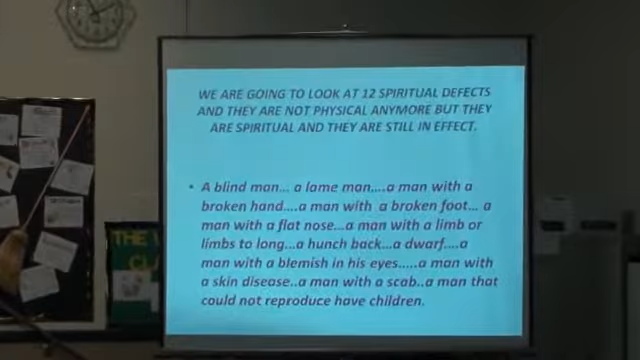 WE ARE GOING TO LOOK AT 12 SPIRITUAL DEFECTS
AND THEY ARE NOT PHYSICAL ANYMORE BUT THEY
ARE SPIRITUAL AND THEY ARE STILL IN EFFECT.
• A blind man... a lame man....a man with a
broken hand....a man with a broken foot... a
man with a flat nose...a man with a limb or
limbs to long...a hunch back...a dwarf....a
man with a blemish in his eyes.....a man with
a skin disease..a man with a scab..a man that
could not reproduce have children.
THE